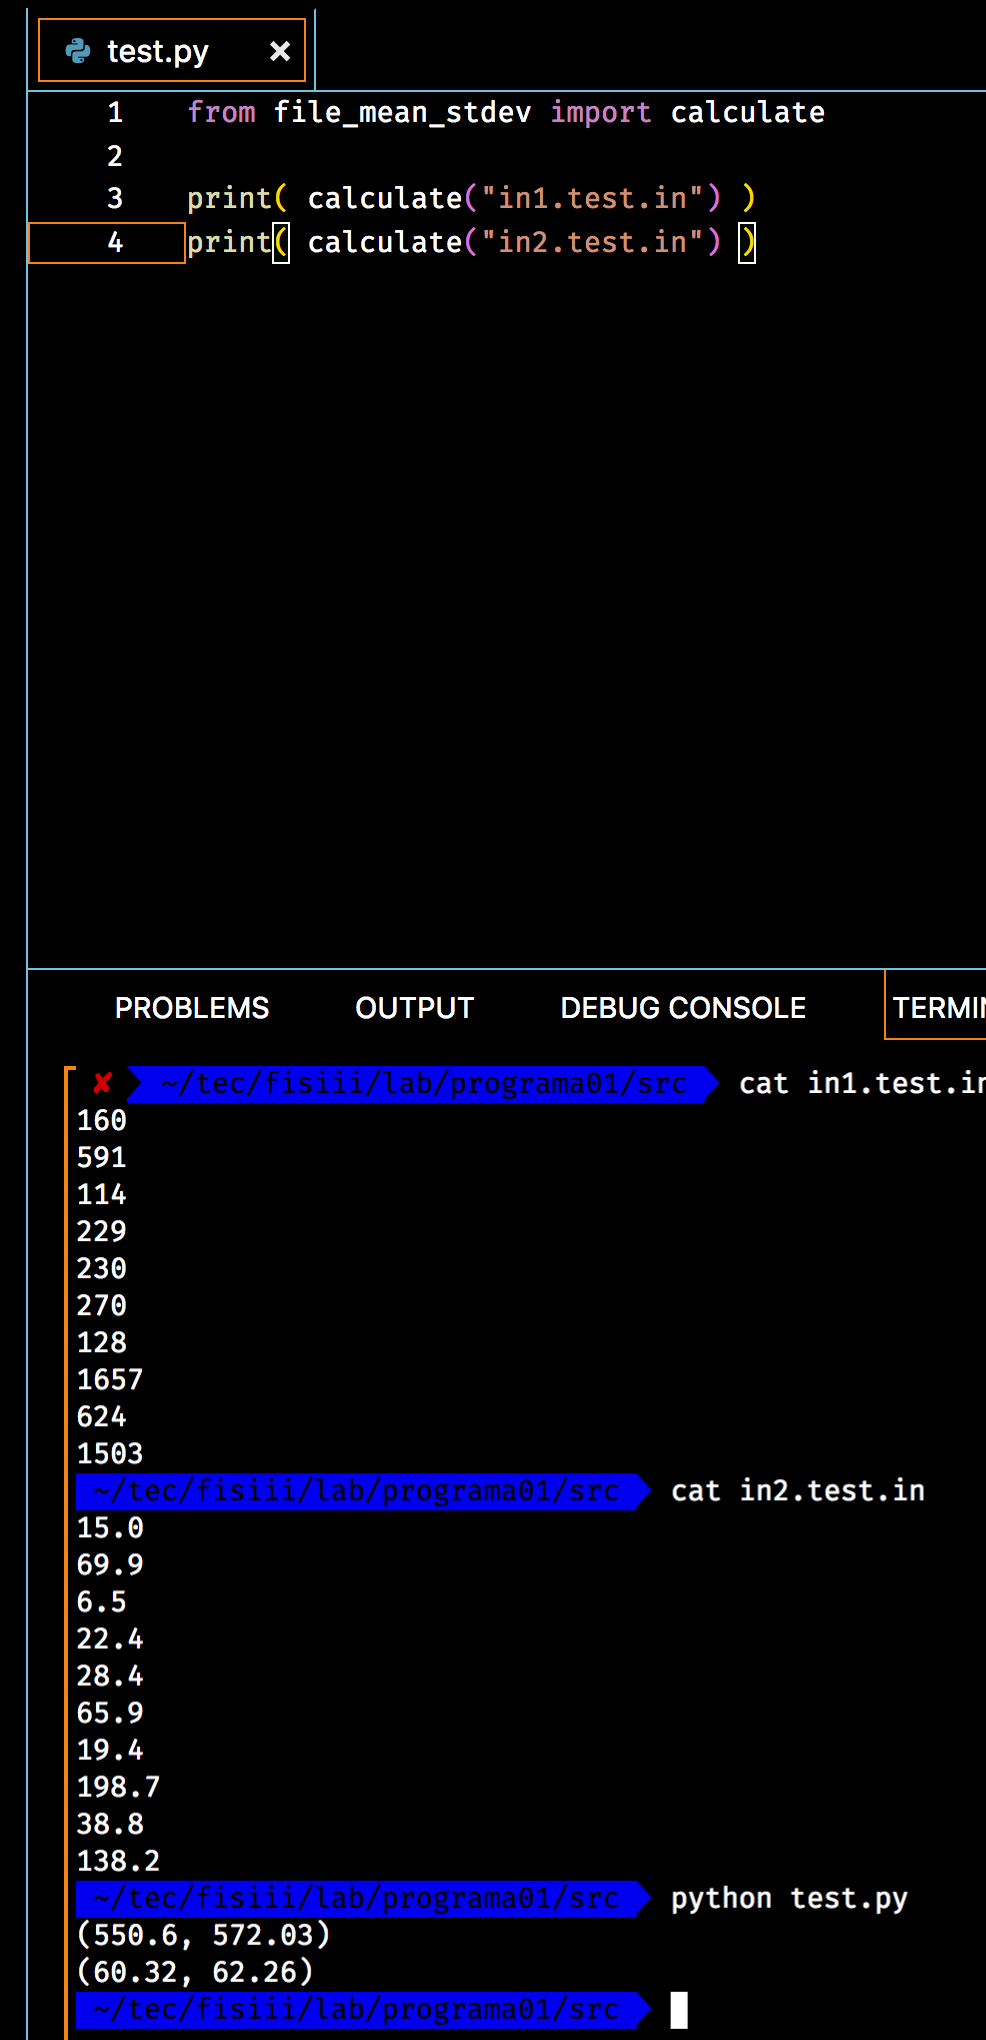 test.py ×
1 from file_mean_stdev import calculate
2
3 print( calculate("in1.test.in") )
4 print( calculate("in2.test.in") )
PROBLEMS OUTPUT DEBUG CONSOLE TERMIN
✘ ~/tec/fisiii/lab/programa01/src cat in1.test.in
160
591
114
229
230
270
128
1657
624
1503
~/tec/fisiii/lab/programa01/src cat in2.test.in
15.0
69.9
6.5
22.4
28.4
65.9
19.4
198.7
38.8
138.2
~/tec/fisiii/lab/programa01/src python test.py
(550.6, 572.03)
(60.32, 62.26)
~/tec/fisiii/lab/programa01/src